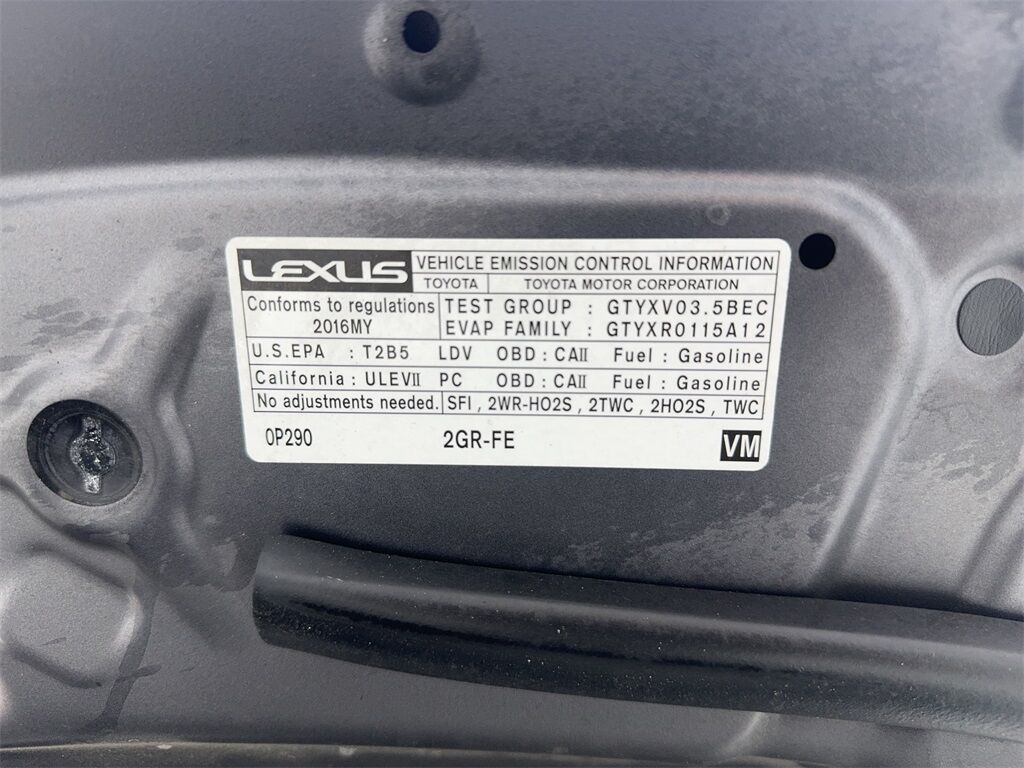 LEXUS
VEHICLE EMISSION CONTROL INFORMATION
TOYOTA TOYOTA MOTOR CORPORATION
Conforms to regulations
2016MY
TEST GROUP : GTYXV03.5BEC
EVAP FAMILY : GTYXR0115A12
U.S.EPA : T2B5 LDV OBD : CAII Fuel : Gasoline
California : ULEVII PC OBD : CAII Fuel : Gasoline
No adjustments needed. SFI , 2WR-HO2S , 2TWC , 2HO2S , TWC
0P290 2GR-FE VM